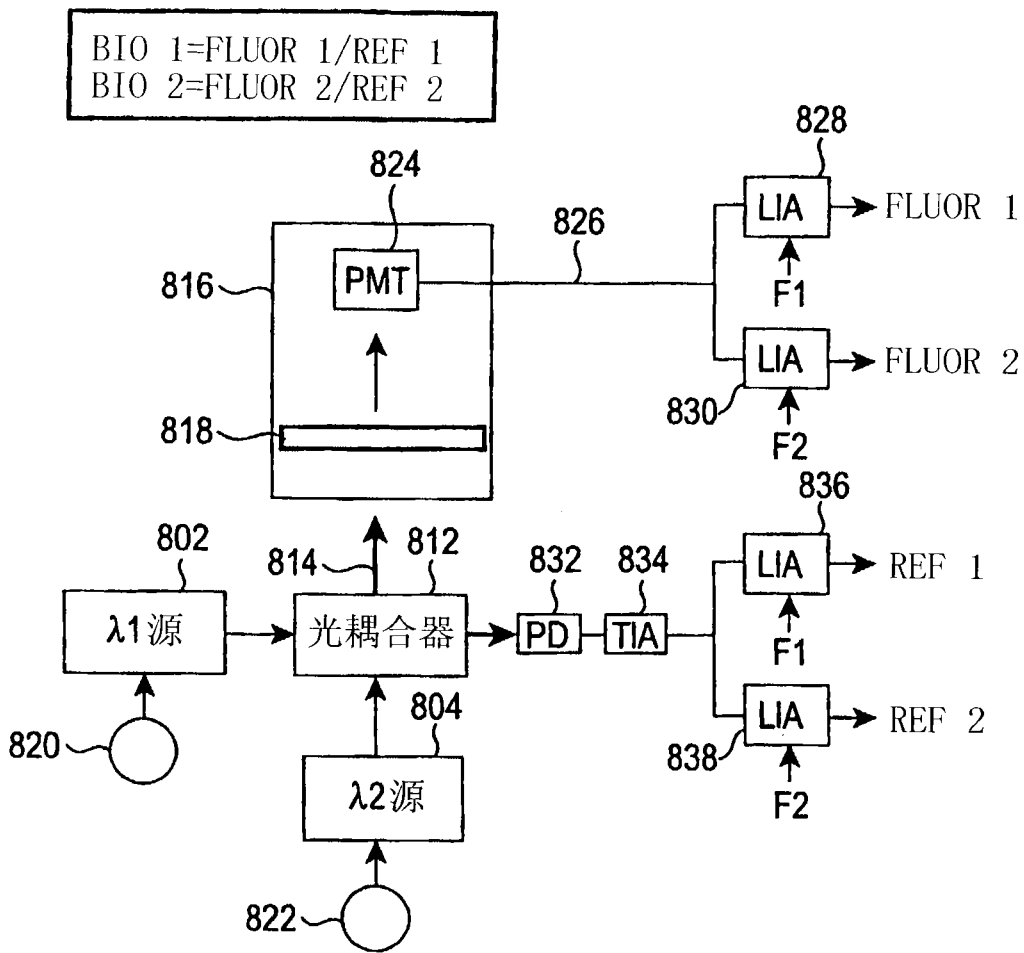 BIO 1=FLUOR 1/REF 1
BIO 2=FLUOR 2/REF 2
828
824
LIA
FLUOR 1
826
816
PMT
F1
LIA
FLUOR 2
818
830
F2
836
802
814
812
832
834
LIA
REF 1
λ1源
光耦合器
PD
TIA
F1
804
LIA
REF 2
820
838
λ2源
F2
822